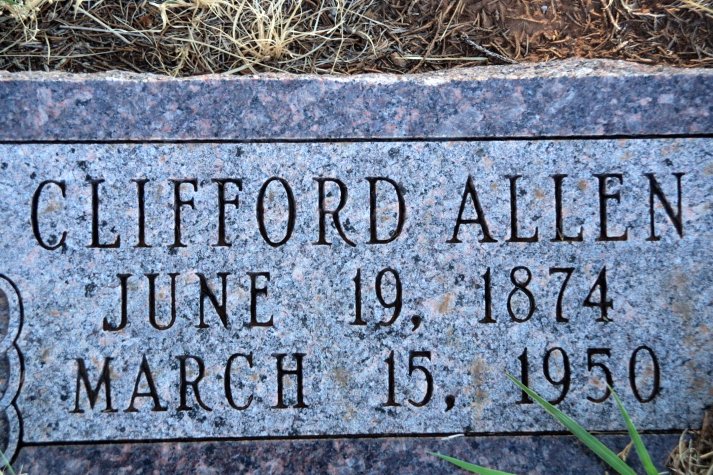 CLIFFORD ALLEN
JUNE 19, 1874
MARCH 15, 1950